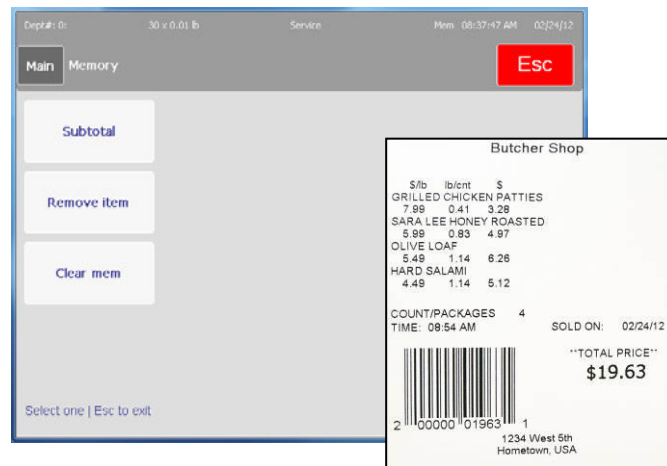 Dept#: 0: 30 x 0.01 lb Service Mem 08:37:47 AM 02/24/12
Main Memory Esc
Subtotal
Remove item
Clear mem
Select one | Esc to exit
Butcher Shop
$/lb lb/cnt $
GRILLED CHICKEN PATTIES
7.99 0.41 3.28
SARA LEE HONEY ROASTED
5.99 0.83 4.97
OLIVE LOAF
5.49 1.14 6.26
HARD SALAMI
4.49 1.14 5.12
COUNT/PACKAGES 4
TIME: 08:54 AM SOLD ON: 02/24/12
**TOTAL PRICE**
$19.63
2 00000 01963 1
1234 West 5th
Hometown, USA